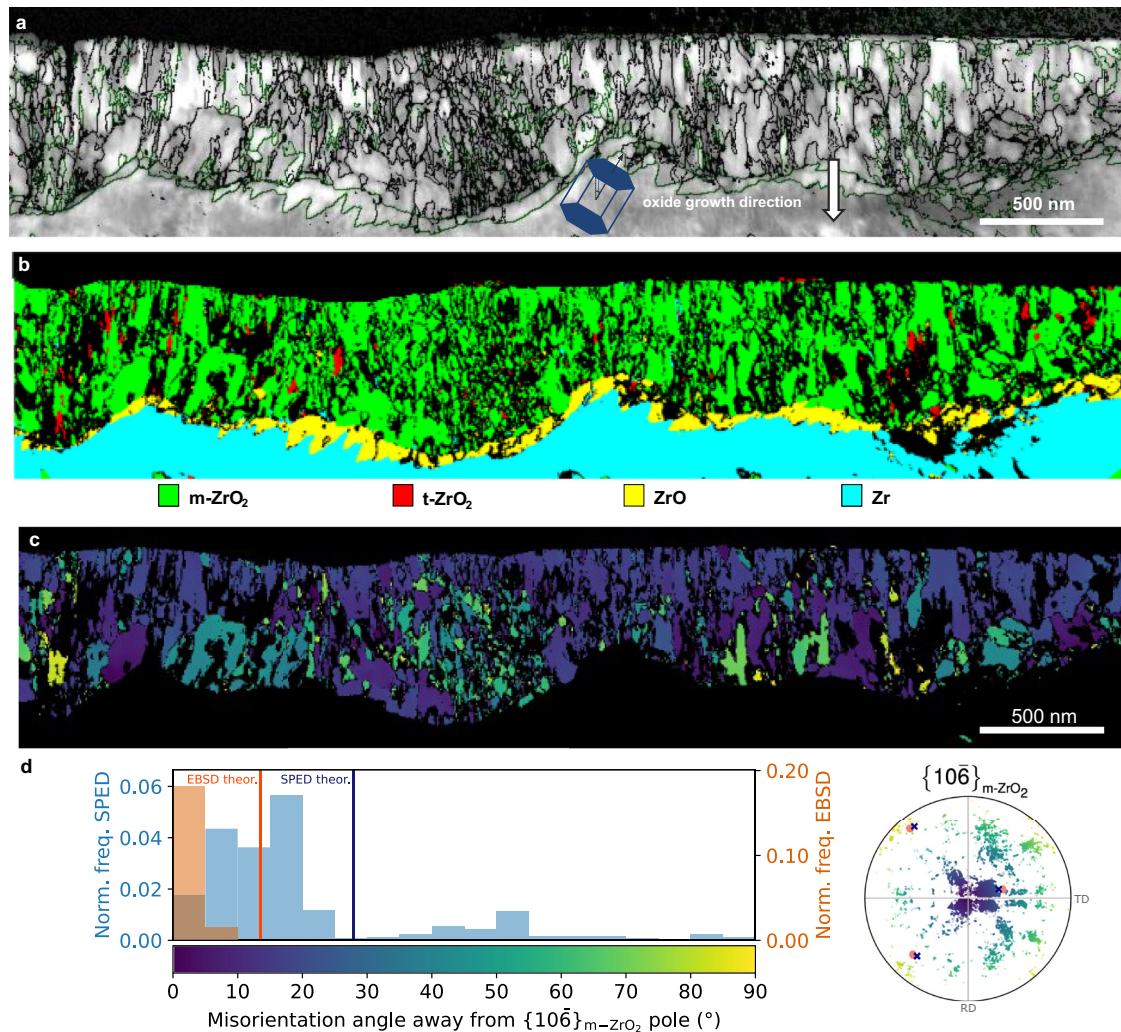 a
oxide growth direction
500 nm
b
m-ZrO₂
t-ZrO₂
ZrO
Zr
c
500 nm
d
EBSD theor.
SPED theor.
Norm. freq. SPED
0.06
0.04
0.02
0.00
0.20
0.10
0.00
Norm. freq. EBSD
0 10 20 30 40 50 60 70 80 90
Misorientation angle away from {106̅}m−ZrO₂ pole (°)
{106̅}m-ZrO₂
TD
RD